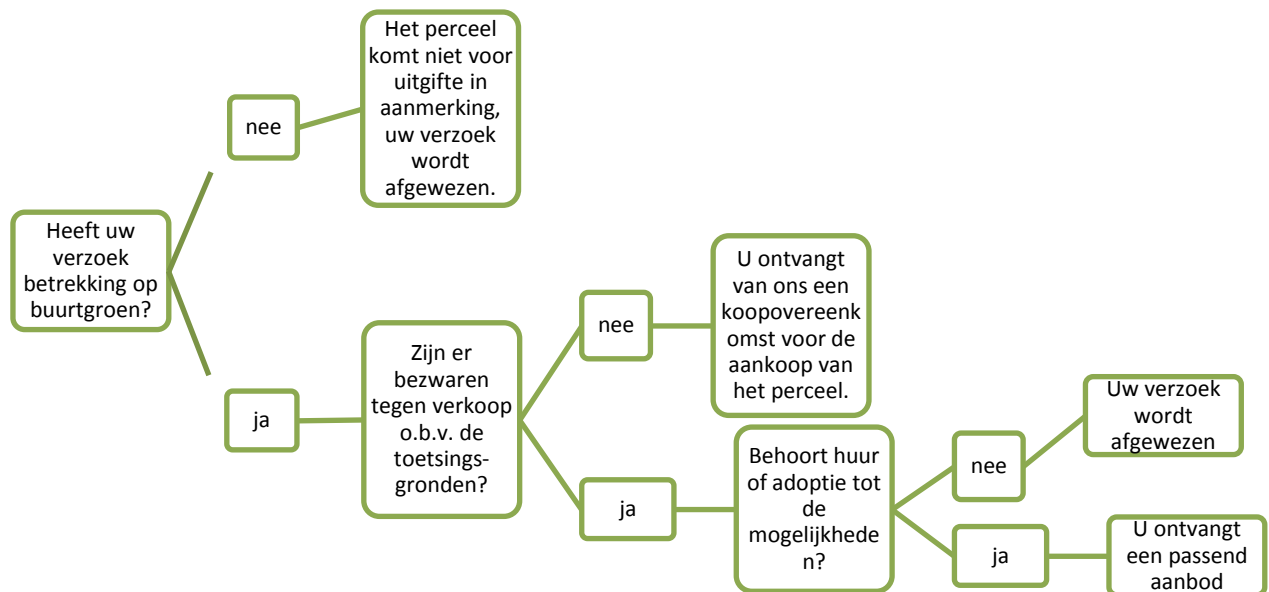 Het perceel
komt niet voor
uitgifte in
aanmerking,
uw verzoek
wordt
afgewezen.
nee
Heeft uw
verzoek
betrekking op
buurtgroen?
ja
Zijn er
bezwaren
tegen verkoop
o.b.v. de
toetsings-
gronden?
nee
U ontvangt
van ons een
koopovereenk
omst voor de
aankoop van
het perceel.
ja
Behoort huur
of adoptie tot
de
mogelijkhede
n?
nee
Uw verzoek
wordt
afgewezen
ja
U ontvangt
een passend
aanbod